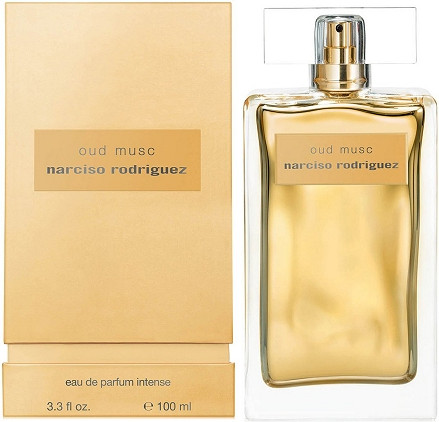 oud musc
narciso rodriguez
eau de parfum intense
3.3 fl oz. ℮ 100 ml
oud musc
narciso rodriguez